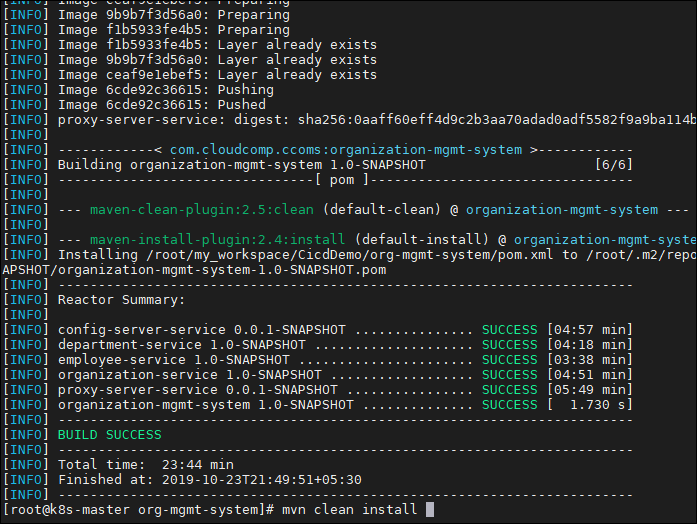 [INFO] Image ceaf9e1ebef5: Preparing
[INFO] Image 9b9b7f3d56a0: Preparing
[INFO] Image f1b5933fe4b5: Preparing
[INFO] Image f1b5933fe4b5: Layer already exists
[INFO] Image 9b9b7f3d56a0: Layer already exists
[INFO] Image ceaf9e1ebef5: Layer already exists
[INFO] Image 6cde92c36615: Pushing
[INFO] Image 6cde92c36615: Pushed
[INFO] proxy-server-service: digest: sha256:0aaff60eff4d9c2b3aa70adad0adf5582f9a9ba114b
[INFO]
[INFO] ------------< com.cloudcomp.ccoms:organization-mgmt-system >------------
[INFO] Building organization-mgmt-system 1.0-SNAPSHOT [6/6]
[INFO] --------------------------------[ pom ]---------------------------------
[INFO]
[INFO] --- maven-clean-plugin:2.5:clean (default-clean) @ organization-mgmt-system ---
[INFO]
[INFO] --- maven-install-plugin:2.4:install (default-install) @ organization-mgmt-syste
[INFO] Installing /root/my_workspace/CicdDemo/org-mgmt-system/pom.xml to /root/.m2/repo
APSHOT/organization-mgmt-system-1.0-SNAPSHOT.pom
[INFO] ------------------------------------------------------------------------
[INFO] Reactor Summary:
[INFO]
[INFO] config-server-service 0.0.1-SNAPSHOT ............... SUCCESS [04:57 min]
[INFO] department-service 1.0-SNAPSHOT .................... SUCCESS [04:18 min]
[INFO] employee-service 1.0-SNAPSHOT ...................... SUCCESS [03:38 min]
[INFO] organization-service 1.0-SNAPSHOT .................. SUCCESS [04:51 min]
[INFO] proxy-server-service 0.0.1-SNAPSHOT ................ SUCCESS [05:49 min]
[INFO] organization-mgmt-system 1.0-SNAPSHOT .............. SUCCESS [ 1.730 s]
[INFO] ------------------------------------------------------------------------
[INFO] BUILD SUCCESS
[INFO] ------------------------------------------------------------------------
[INFO] Total time: 23:44 min
[INFO] Finished at: 2019-10-23T21:49:51+05:30
[INFO] ------------------------------------------------------------------------
[root@k8s-master org-mgmt-system]# mvn clean install